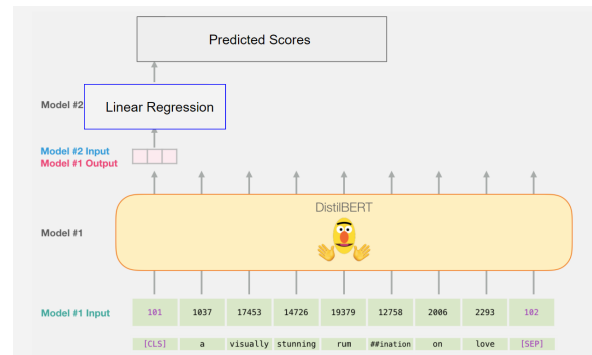 Predicted Scores
Model #2
Linear Regression
Model #2 Input
Model #1 Output
DistilBERT
Model #1
Model #1 Input
101 1037 17453 14726 19379 12758 2006 2293 102
[CLS] a visually stunning rum ##ination on love [SEP]